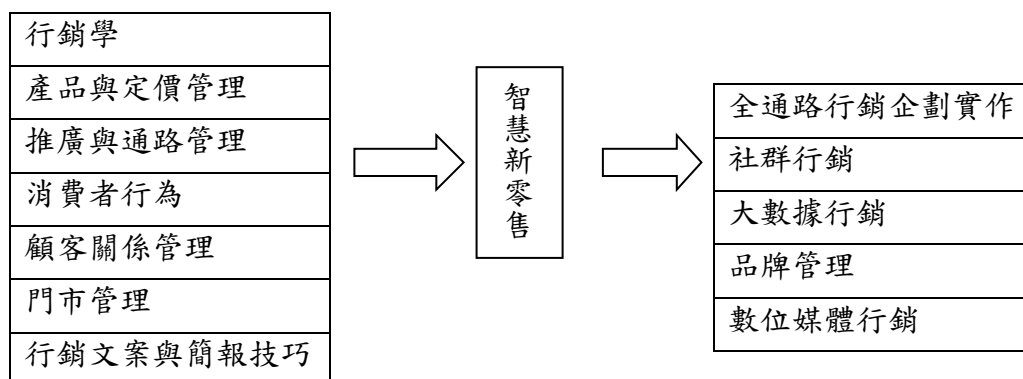 行銷學
產品與定價管理
推廣與通路管理
消費者行為
顧客關係管理
門市管理
行銷文案與簡報技巧
智慧新零售
全通路行銷企劃實作
社群行銷
大數據行銷
品牌管理
數位媒體行銷